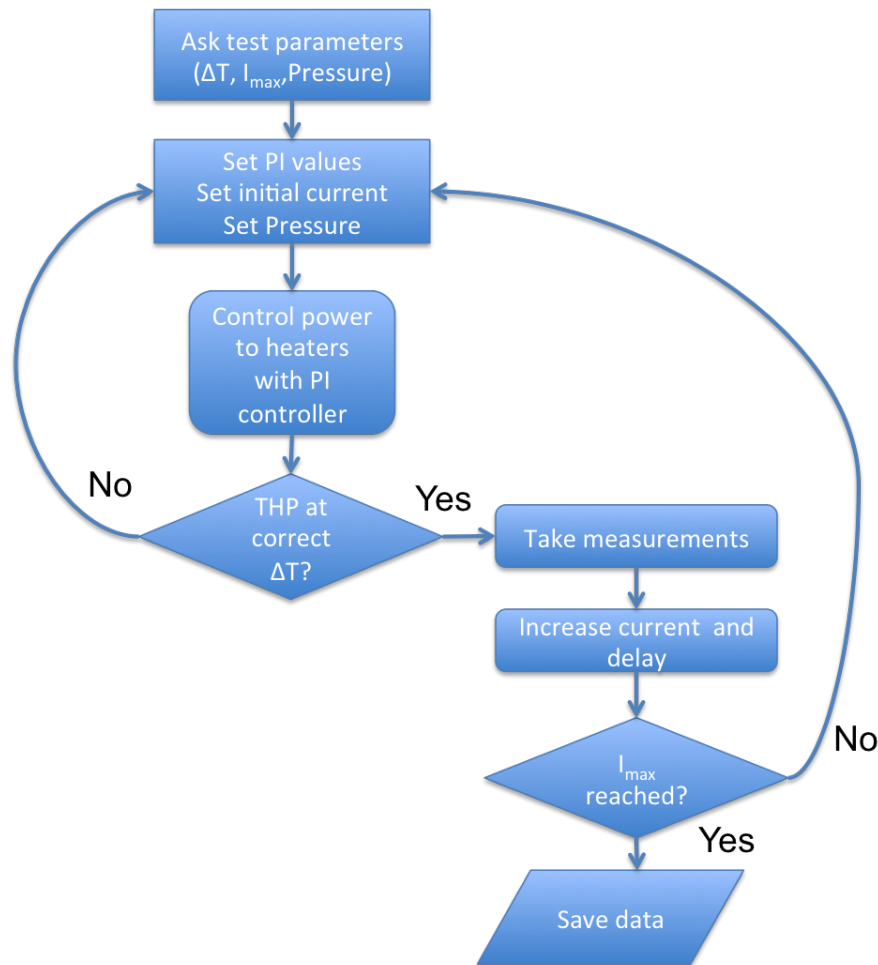 Ask test parameters
(ΔT, Imax,Pressure)
Set PI values
Set initial current
Set Pressure
Control power
to heaters
with PI
controller
No
THP at
correct
ΔT?
Yes
Take measurements
Increase current and
delay
Imax
reached?
No
Yes
Save data